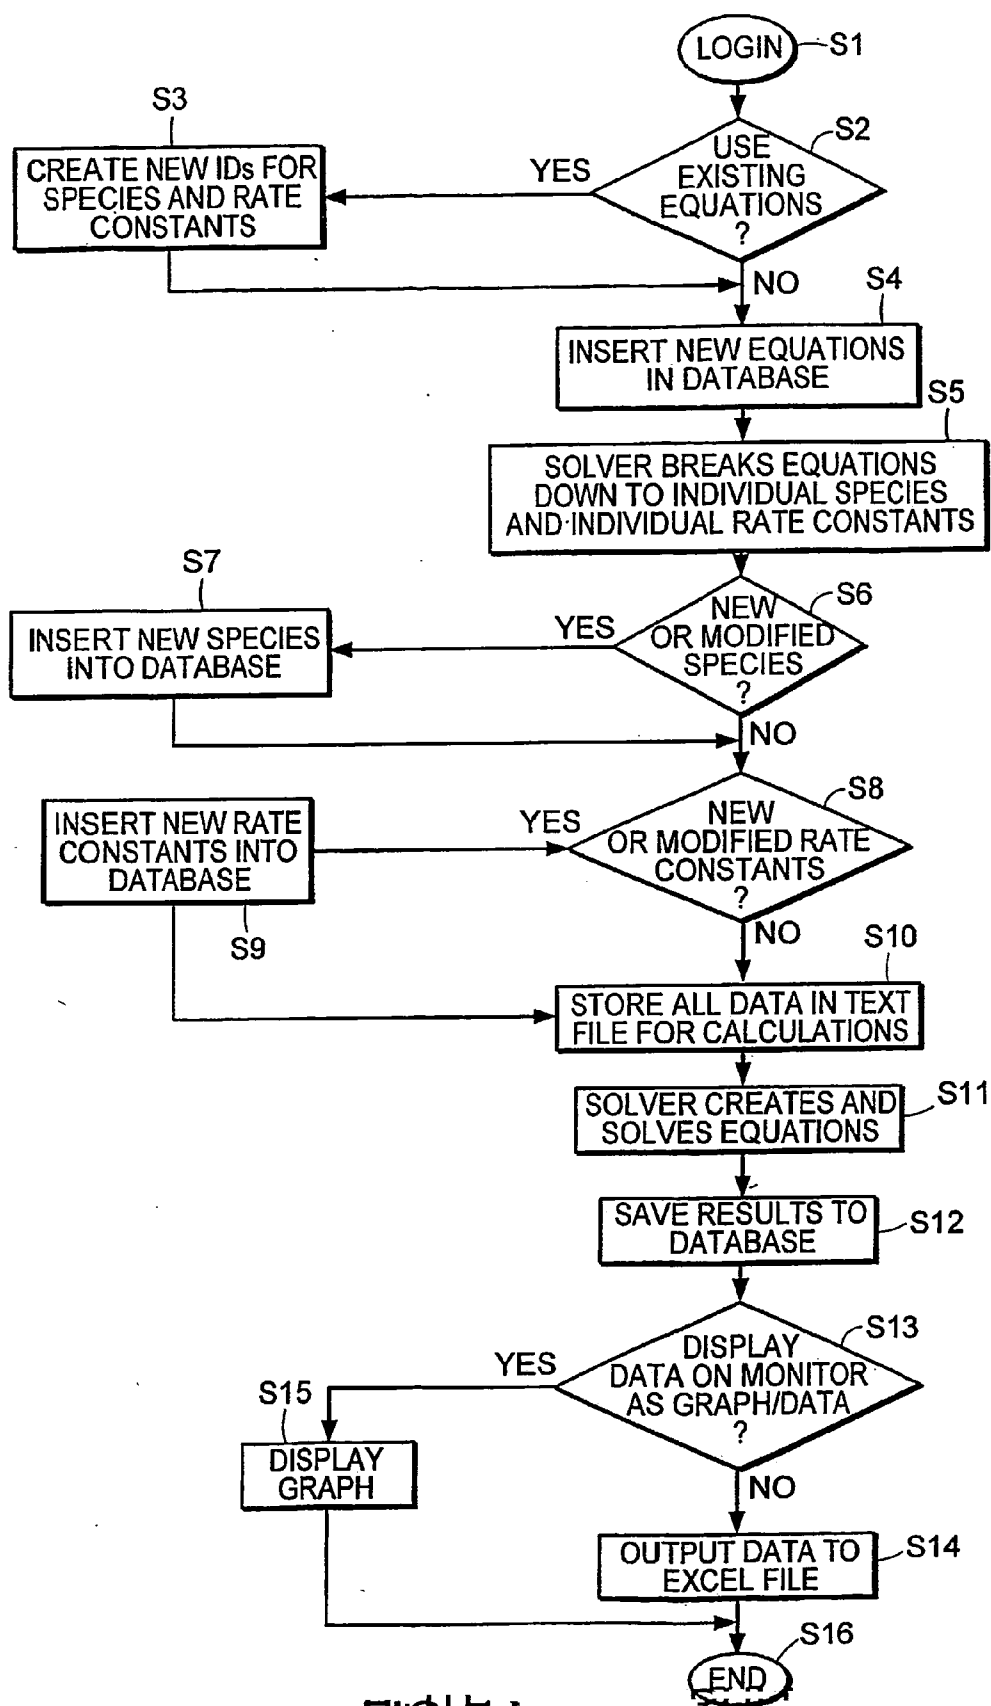 LOGIN
S1
S3
S2
CREATE NEW IDs FOR
SPECIES AND RATE
CONSTANTS
YES
USE
EXISTING
EQUATIONS
?
NO
S4
INSERT NEW EQUATIONS
IN DATABASE
S5
SOLVER BREAKS EQUATIONS
DOWN TO INDIVIDUAL SPECIES
AND INDIVIDUAL RATE CONSTANTS
S7
S6
INSERT NEW SPECIES
INTO DATABASE
YES
NEW
OR MODIFIED
SPECIES
?
NO
S8
INSERT NEW RATE
CONSTANTS INTO
DATABASE
S9
YES
NEW
OR MODIFIED RATE
CONSTANTS
?
NO
S10
STORE ALL DATA IN TEXT
FILE FOR CALCULATIONS
S11
SOLVER CREATES AND
SOLVES EQUATIONS
SAVE RESULTS TO
DATABASE
S12
S13
YES
DISPLAY
DATA ON MONITOR
AS GRAPH/DATA
?
S15
DISPLAY
GRAPH
NO
OUTPUT DATA TO
EXCEL FILE
S14
S16
END